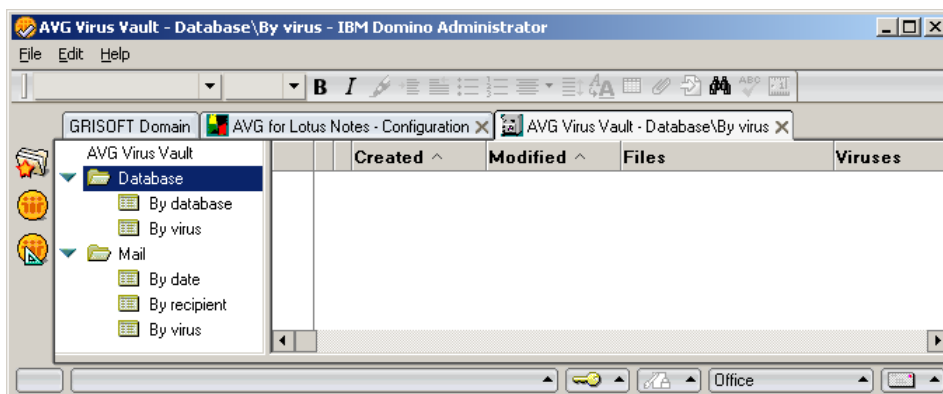 AVG Virus Vault - Database\By virus - IBM Domino Administrator
File Edit Help
B I A ABC
GRISOFT Domain AVG for Lotus Notes - Configuration AVG Virus Vault - Database\By virus
AVG Virus Vault Created Modified Files Viruses
Database
By database
By virus
Mail
By date
By recipient
By virus
Office